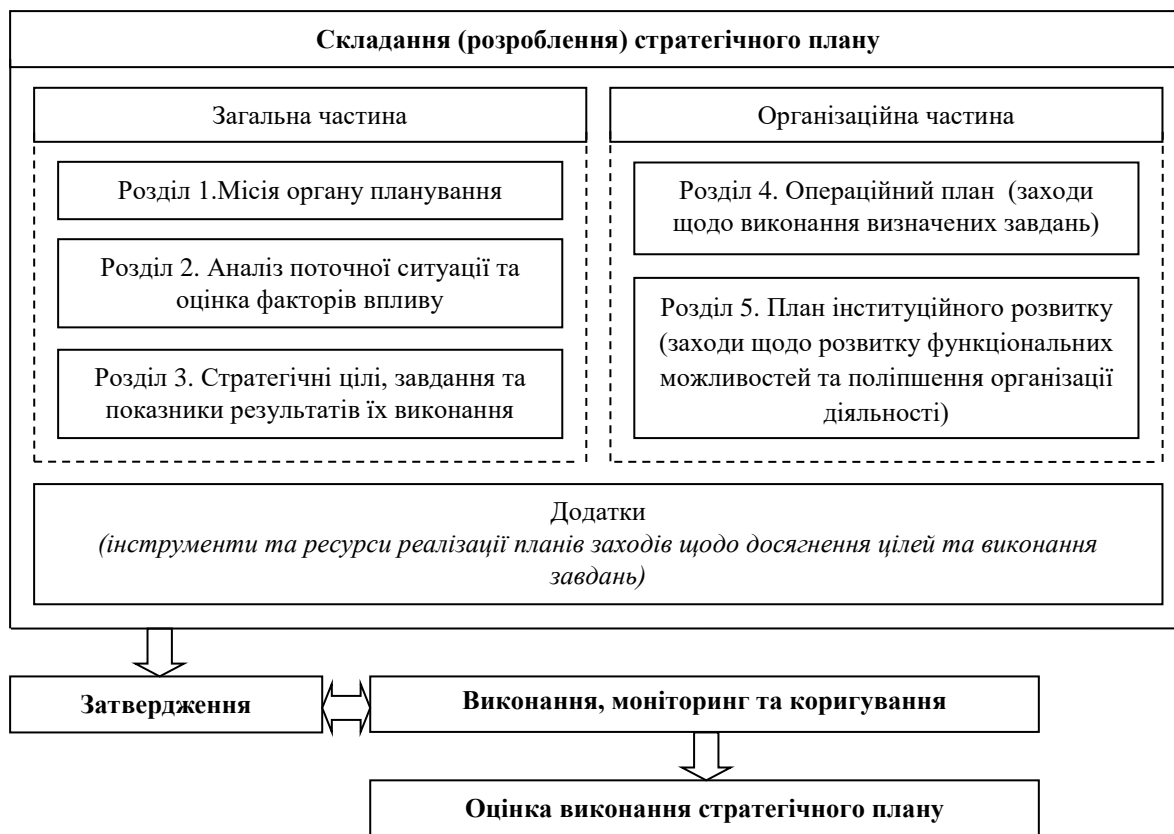 Складання (розроблення) стратегічного плану
Загальна частина
Розділ 1.Місія органу планування
Розділ 2. Аналіз поточної ситуації та
оцінка факторів впливу
Розділ 3. Стратегічні цілі, завдання та
показники результатів їх виконання
Організаційна частина
Розділ 4. Операційний план (заходи
щодо виконання визначених завдань)
Розділ 5. План інституційного розвитку
(заходи щодо розвитку функціональних
можливостей та поліпшення організації
діяльності)
Додатки
(інструменти та ресурси реалізації планів заходів щодо досягнення цілей та виконання
завдань)
Затвердження
Виконання, моніторинг та коригування
Оцінка виконання стратегічного плану